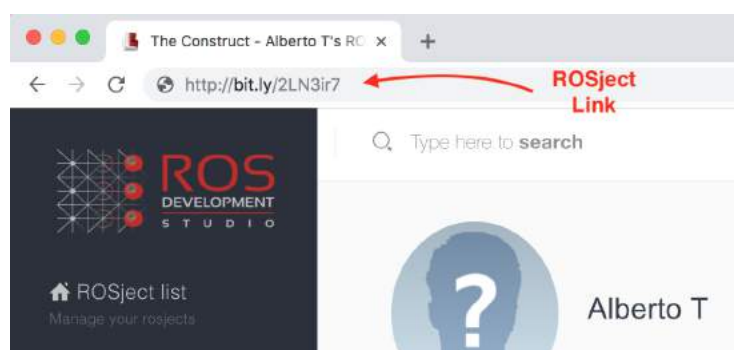 The Construct - Alberto T's RO
http://bit.ly/2LN3ir7
ROSject
Link
ROS
DEVELOPMENT
STUDIO
Type here to search
ROSject list
Manage your rosjects
?
Alberto T